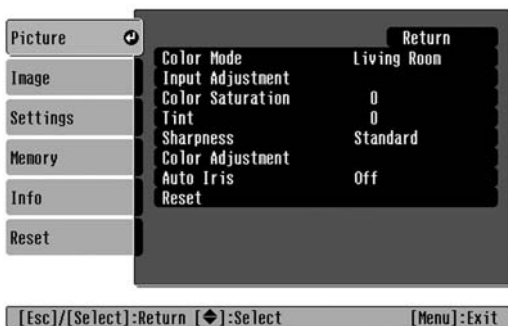 Picture
Image
Settings
Memory
Info
Reset
Return
Color Mode Living Room
Input Adjustment
Color Saturation 0
Tint 0
Sharpness Standard
Color Adjustment
Auto Iris Off
Reset
[Esc]/[Select]:Return [◆]:Select [Menu]:Exit